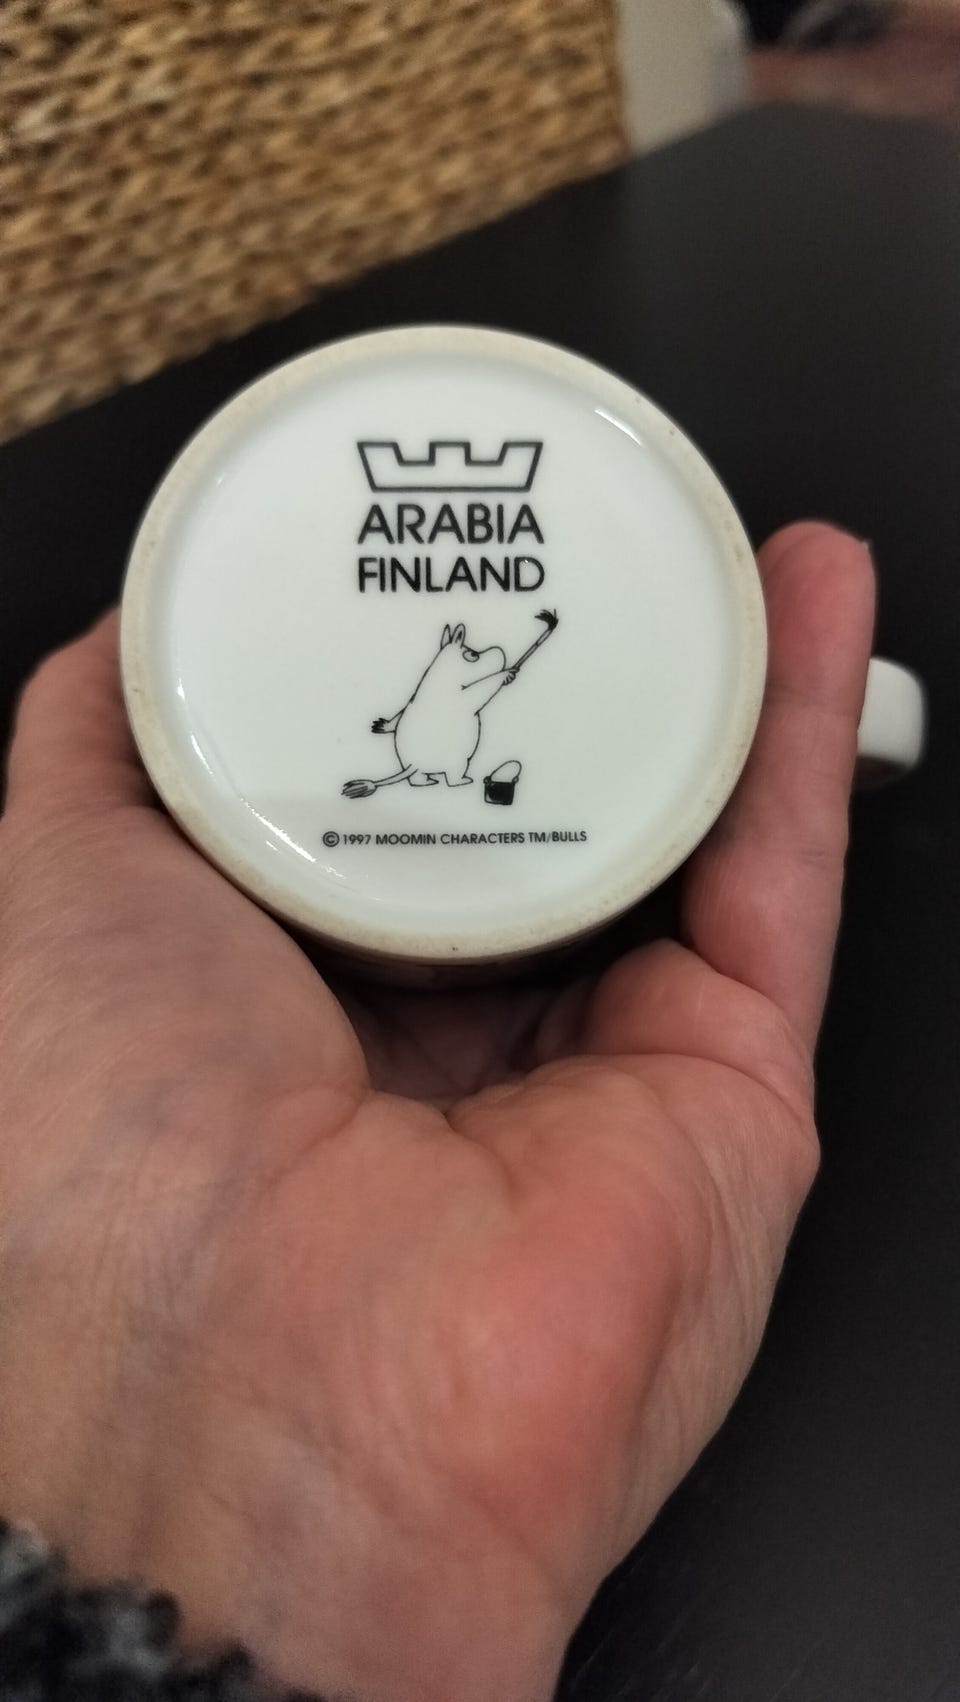 ARABIA
FINLAND
© 1997 MOOMIN CHARACTERS TM/BULLS